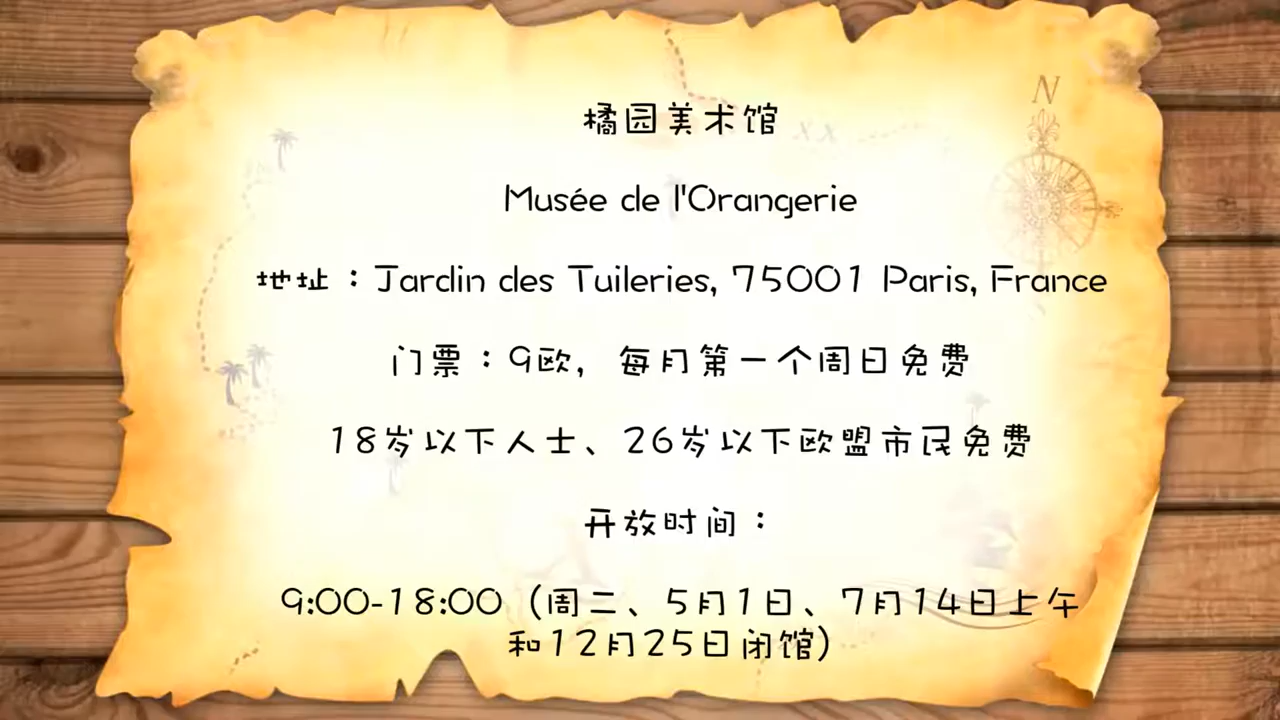 N
橘园美术馆
Musée de l'Orangerie
地址：Jardin des Tuileries, 75001 Paris, France
门票：9欧，每月第一个周日免费
18岁以下人士、26岁以下欧盟市民免费
开放时间：
9:00-18:00（周二、5月1日、7月14日上午
和12月25日闭馆）